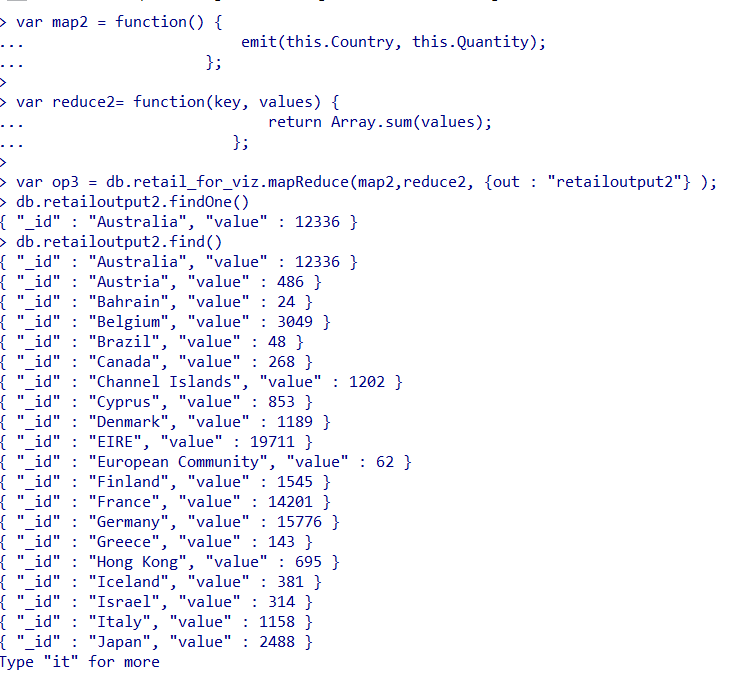 > var map2 = function() {
...                         emit(this.Country, this.Quantity);
...                     };
>
> var reduce2= function(key, values) {
...                            return Array.sum(values);
...                        };
>
> var op3 = db.retail_for_viz.mapReduce(map2,reduce2, {out : "retailoutput2"} );
> db.retailoutput2.findOne()
{ "_id" : "Australia", "value" : 12336 }
> db.retailoutput2.find()
{ "_id" : "Australia", "value" : 12336 }
{ "_id" : "Austria", "value" : 486 }
{ "_id" : "Bahrain", "value" : 24 }
{ "_id" : "Belgium", "value" : 3049 }
{ "_id" : "Brazil", "value" : 48 }
{ "_id" : "Canada", "value" : 268 }
{ "_id" : "Channel Islands", "value" : 1202 }
{ "_id" : "Cyprus", "value" : 853 }
{ "_id" : "Denmark", "value" : 1189 }
{ "_id" : "EIRE", "value" : 19711 }
{ "_id" : "European Community", "value" : 62 }
{ "_id" : "Finland", "value" : 1545 }
{ "_id" : "France", "value" : 14201 }
{ "_id" : "Germany", "value" : 15776 }
{ "_id" : "Greece", "value" : 143 }
{ "_id" : "Hong Kong", "value" : 695 }
{ "_id" : "Iceland", "value" : 381 }
{ "_id" : "Israel", "value" : 314 }
{ "_id" : "Italy", "value" : 1158 }
{ "_id" : "Japan", "value" : 2488 }
Type "it" for more